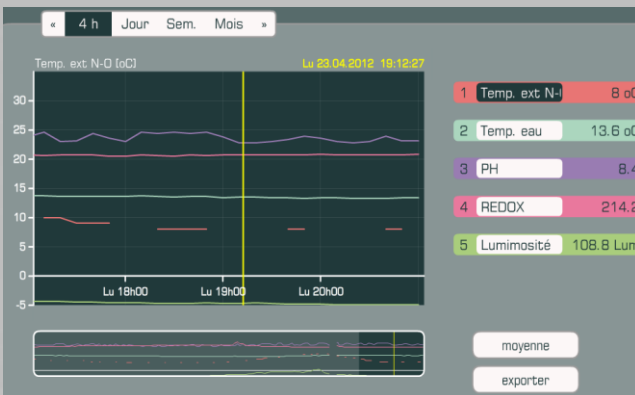 « 4 h Jour Sem. Mois »
Temp. ext N-O (oC) Lu 23.04.2012 19:12:27
30
25
20
15
10
5
0
-5
Lu 18h00 Lu 19h00 Lu 20h00
1 Temp. ext N- 8 oC
2 Temp. eau 13.6 oC
3 PH 8.4
4 REDOX 214.2
5 Lumimosité 108.8 Lum
moyenne
exporter